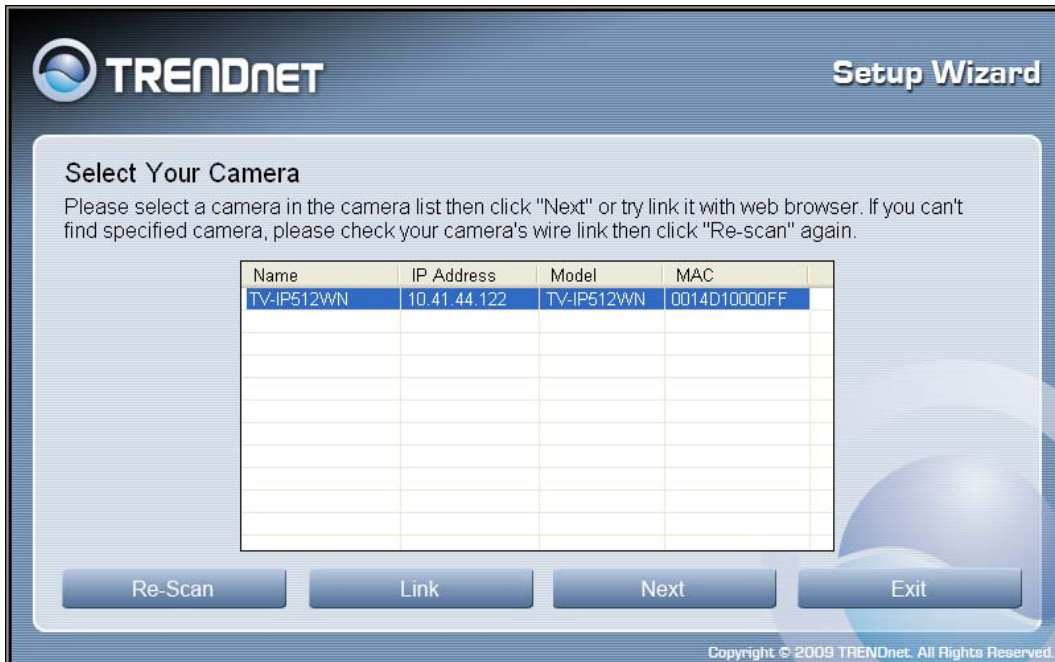 TRENDNET
Setup Wizard
Select Your Camera
Please select a camera in the camera list then click "Next" or try link it with web browser. If you can't
find specified camera, please check your camera's wire link then click "Re-scan" again.
Name IP Address Model MAC
TV-IP512WN 10.41.44.122 TV-IP512WN 0014D10000FF
Re-Scan Link Next Exit
Copyright © 2009 TRENDnet. All Rights Reserved.